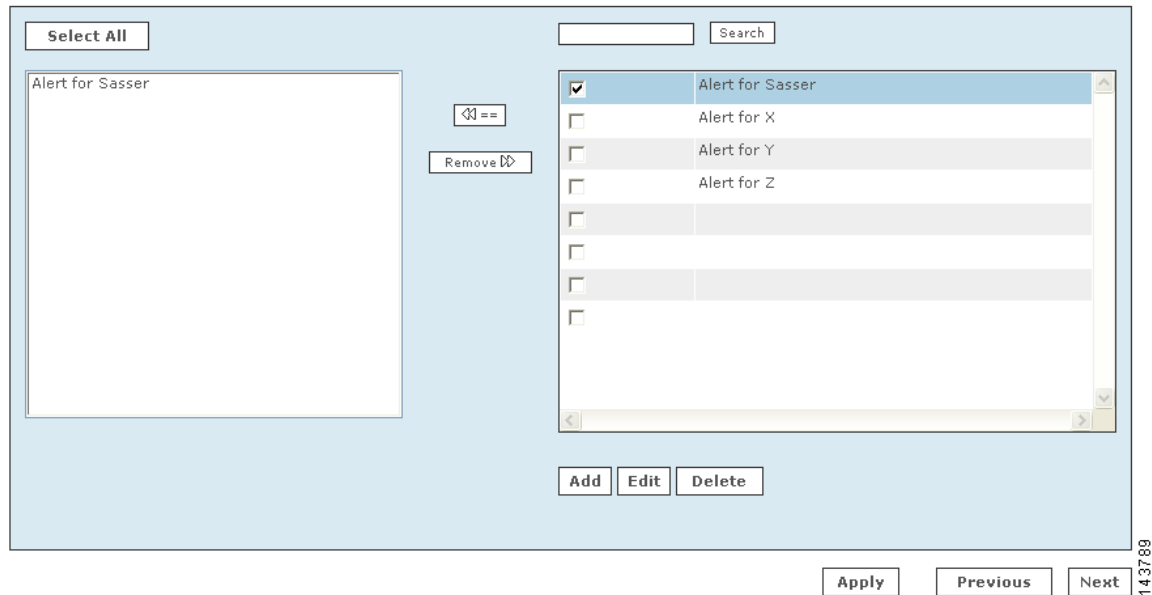 Select All
Search
Alert for Sasser
==
Remove
Alert for Sasser
Alert for X
Alert for Y
Alert for Z
Add
Edit
Delete
Apply
Previous
Next
143789